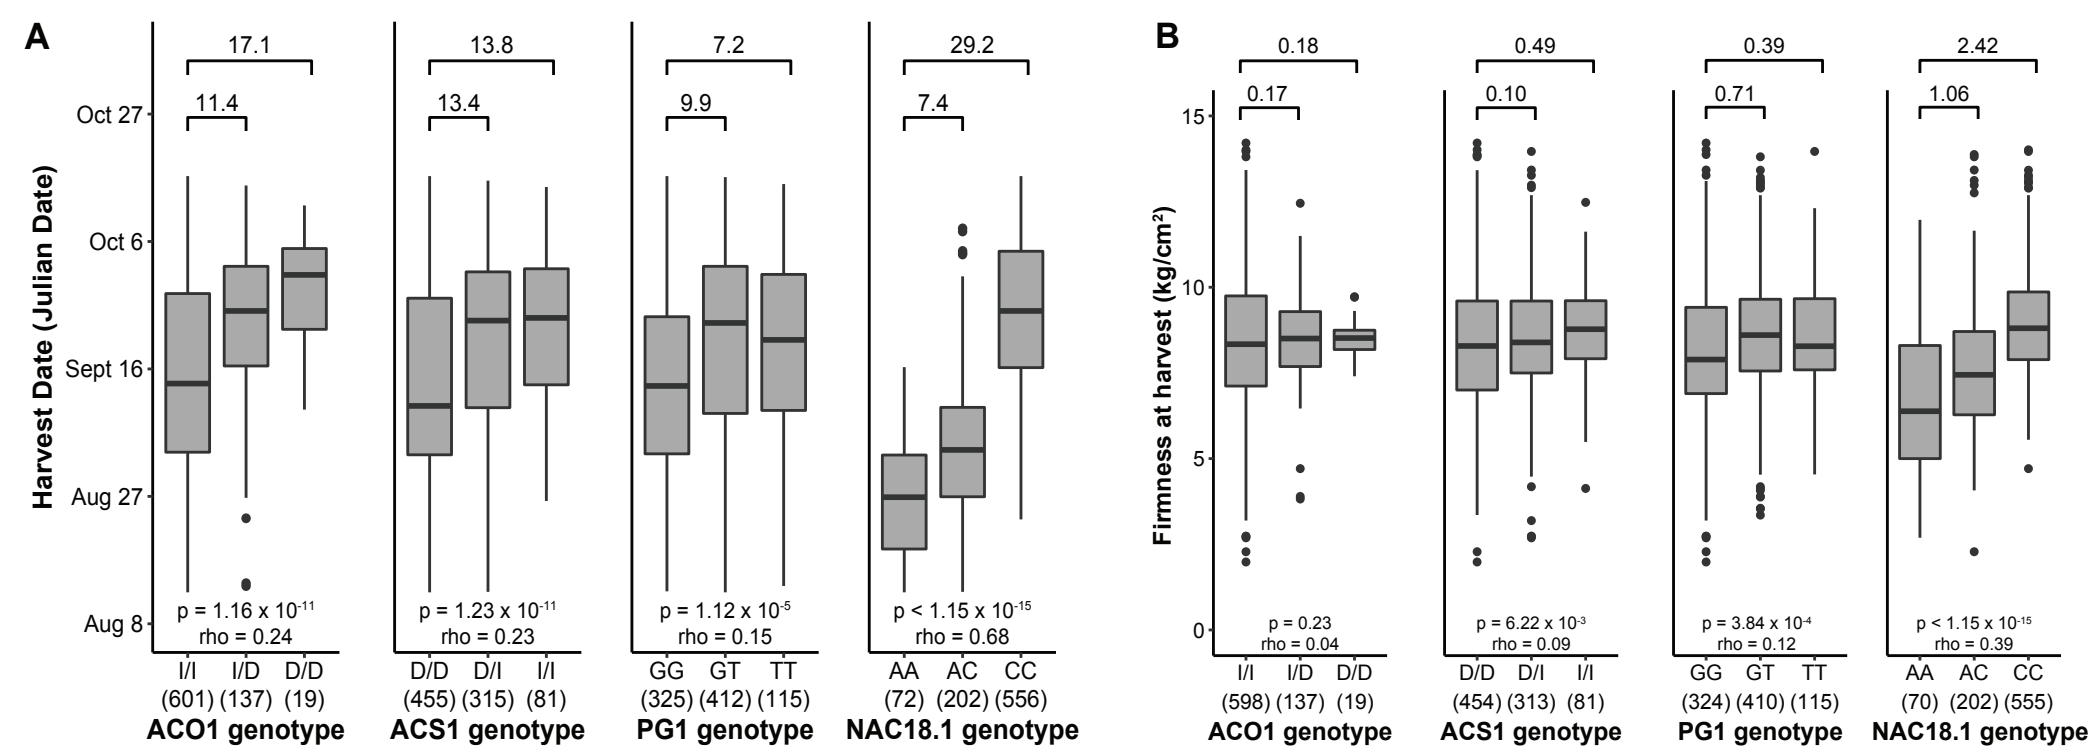 A
Harvest Date (Julian Date)
Oct 27
Oct 6
Sept 16
Aug 27
Aug 8
17.1
11.4
p = 1.16 x 10⁻¹¹
rho = 0.24
I/I I/D D/D
(601) (137) (19)
ACO1 genotype
13.8
13.4
p = 1.23 x 10⁻¹¹
rho = 0.23
D/D D/I I/I
(455) (315) (81)
ACS1 genotype
7.2
9.9
p = 1.12 x 10⁻⁵
rho = 0.15
GG GT TT
(325) (412) (115)
PG1 genotype
29.2
7.4
p < 1.15 x 10⁻¹⁵
rho = 0.68
AA AC CC
(72) (202) (556)
NAC18.1 genotype
B
Firmness at harvest (kg/cm²)
15
10
5
0
0.18
0.17
p = 0.23
rho = 0.04
I/I I/D D/D
(598) (137) (19)
ACO1 genotype
0.49
0.10
p = 6.22 x 10⁻³
rho = 0.09
D/D D/I I/I
(454) (313) (81)
ACS1 genotype
0.39
0.71
p = 3.84 x 10⁻⁴
rho = 0.12
GG GT TT
(324) (410) (115)
PG1 genotype
2.42
1.06
p < 1.15 x 10⁻¹⁵
rho = 0.39
AA AC CC
(70) (202) (555)
NAC18.1 genotype